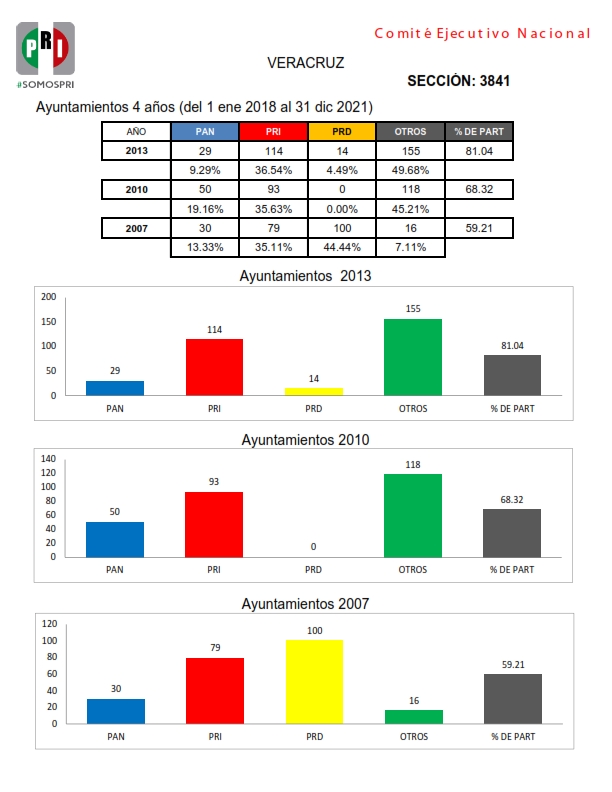 Comité Ejecutivo Nacional
PRI
#SOMOSPRI
VERACRUZ
SECCIÓN: 3841
Ayuntamientos 4 años (del 1 ene 2018 al 31 dic 2021)
AÑO PAN PRI PRD OTROS % DE PART
2013 29 114 14 155 81.04
9.29% 36.54% 4.49% 49.68%
2010 50 93 0 118 68.32
19.16% 35.63% 0.00% 45.21%
2007 30 79 100 16 59.21
13.33% 35.11% 44.44% 7.11%
Ayuntamientos 2013
200
150
100
50
0
29
114
14
155
81.04
PAN PRI PRD OTROS % DE PART
Ayuntamientos 2010
140
120
100
80
60
40
20
0
50
93
0
118
68.32
PAN PRI PRD OTROS % DE PART
Ayuntamientos 2007
120
100
80
60
40
20
0
30
79
100
16
59.21
PAN PRI PRD OTROS % DE PART